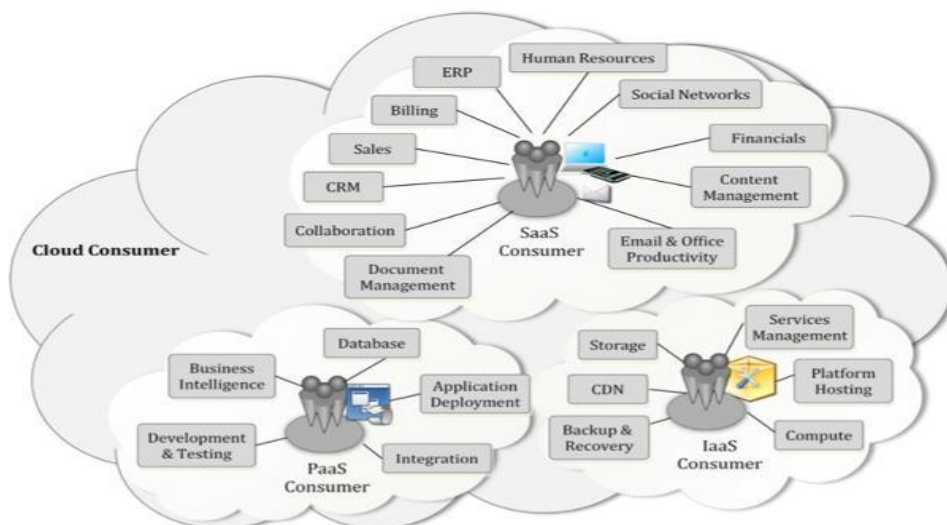 Human Resources
ERP
Social Networks
Billing
Financials
Sales
CRM
Content
Management
Collaboration
SaaS
Consumer
Email & Office
Productivity
Document
Management
Cloud Consumer
Database
Business
Intelligence
Application
Deployment
Development
& Testing
Integration
PaaS
Consumer
Services
Management
Storage
Platform
Hosting
CDN
Backup &
Recovery
Compute
IaaS
Consumer